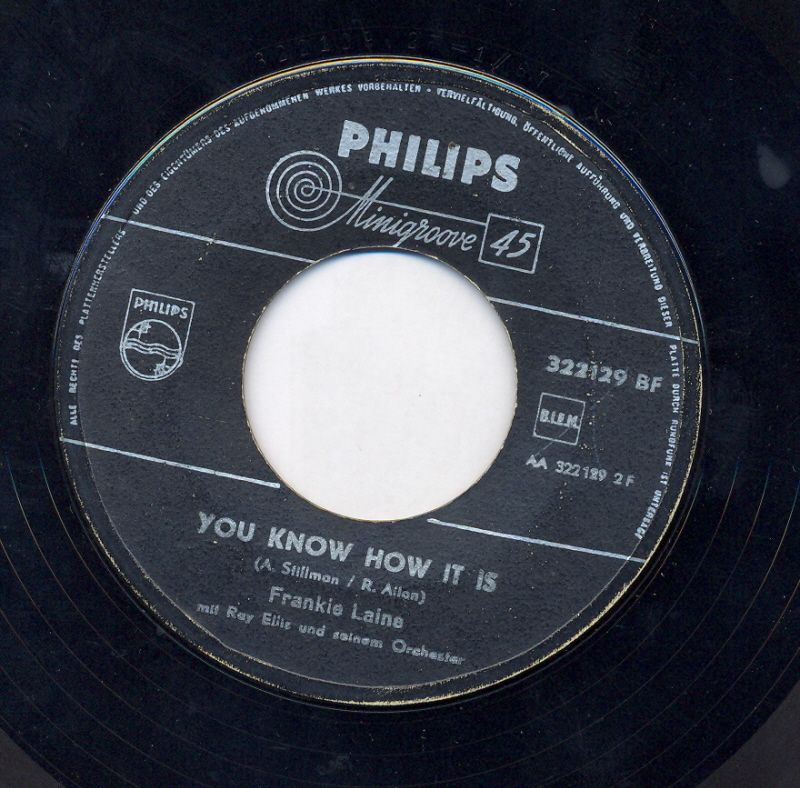 ALLE RECHTE DES PLATTENHERSTELLERS UND DES EIGENTÜMERS DES AUFGENOMMENEN WERKES VORBEHALTEN - VERVIELFÄLTIGUNG, ÖFFENTLICHE AUFFÜHRUNG UND VERBREITUNG DIESER PLATTE DURCH RUNDFUNK IST UNTERSAGT
PHILIPS
Minigroove 45
PHILIPS
322129 BF
B.I.E.M.
AA 322129 2F
YOU KNOW HOW IT IS
(A. Stillman / R. Allen)
Frankie Laine
mit Ray Ellis und seinem Orchester